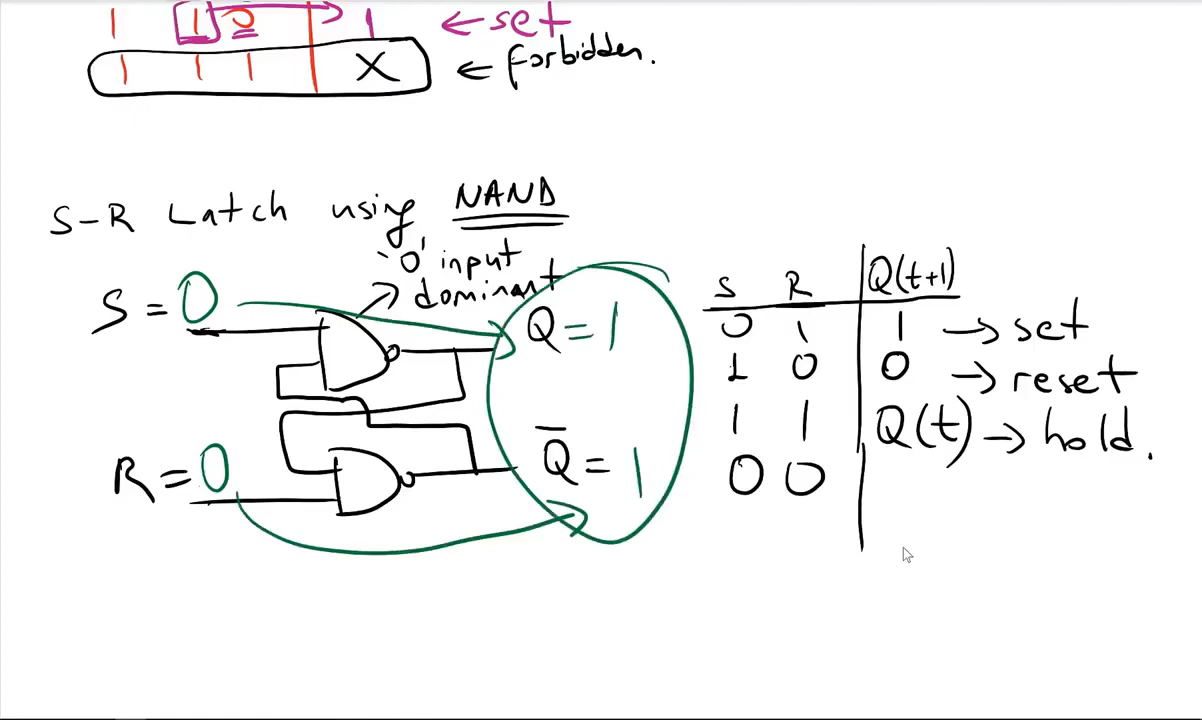 1 1 0 1 ← set
1 1 1 X ← forbidden.
S-R Latch using NAND
'0' input
dominant
S = 0
Q = 1
R = 0
Q̅ = 1
S R Q(t+1)
0 1 1 → set
1 0 0 → reset
1 1 Q(t) → hold.
0 0